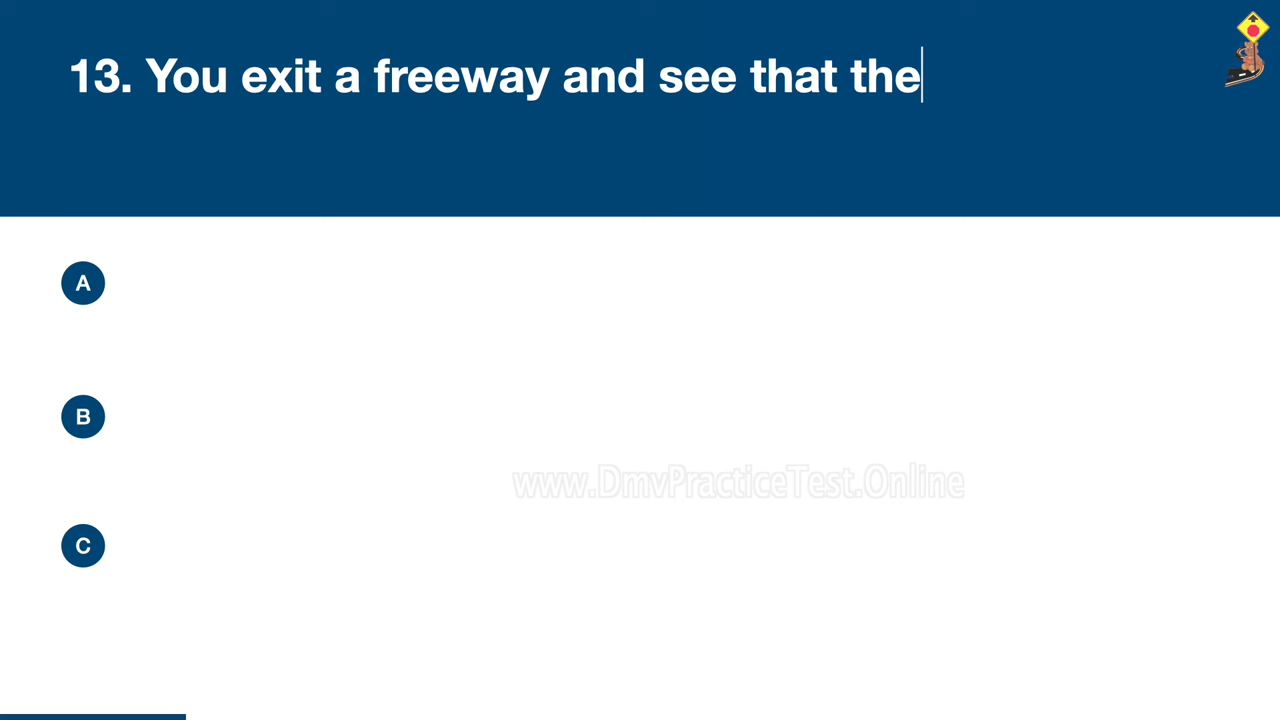 13. You exit a freeway and see that the
A
B
www.DmvPracticeTest.Online
C